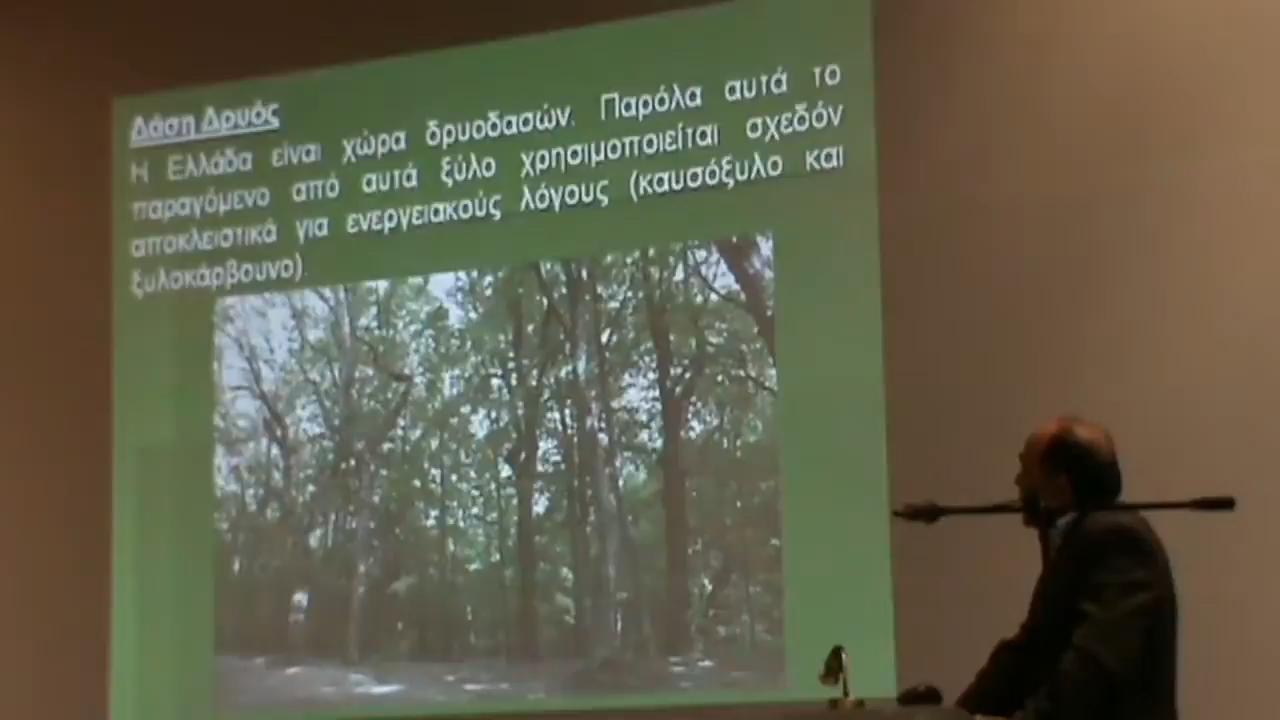 Δάση Δρυός
Η Ελλάδα είναι χώρα δρυοδασών. Παρόλα αυτά το
παραγόμενο από αυτά ξύλο χρησιμοποιείται σχεδόν
αποκλειστικά για ενεργειακούς λόγους (καυσόξυλο και
ξυλοκάρβουνο).